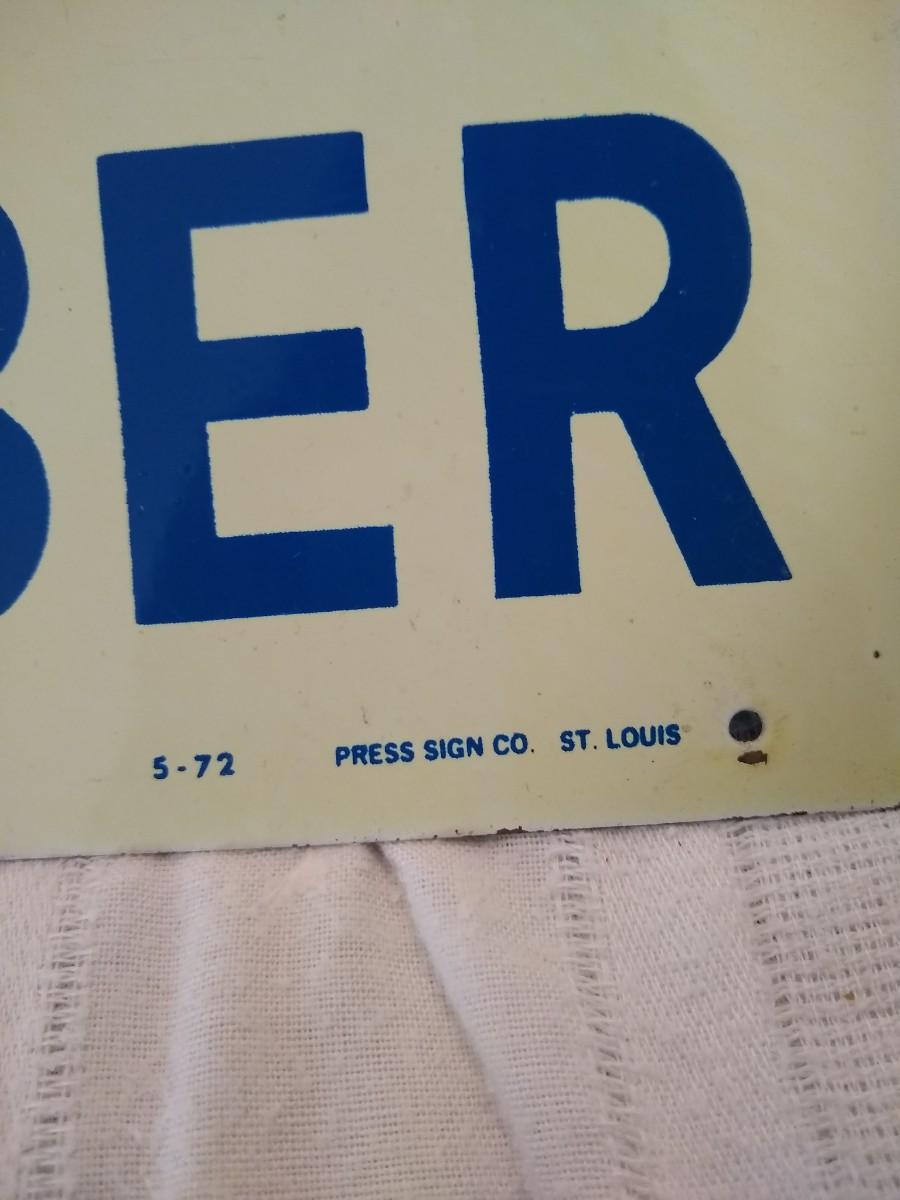 BER
5-72 PRESS SIGN CO. ST. LOUIS